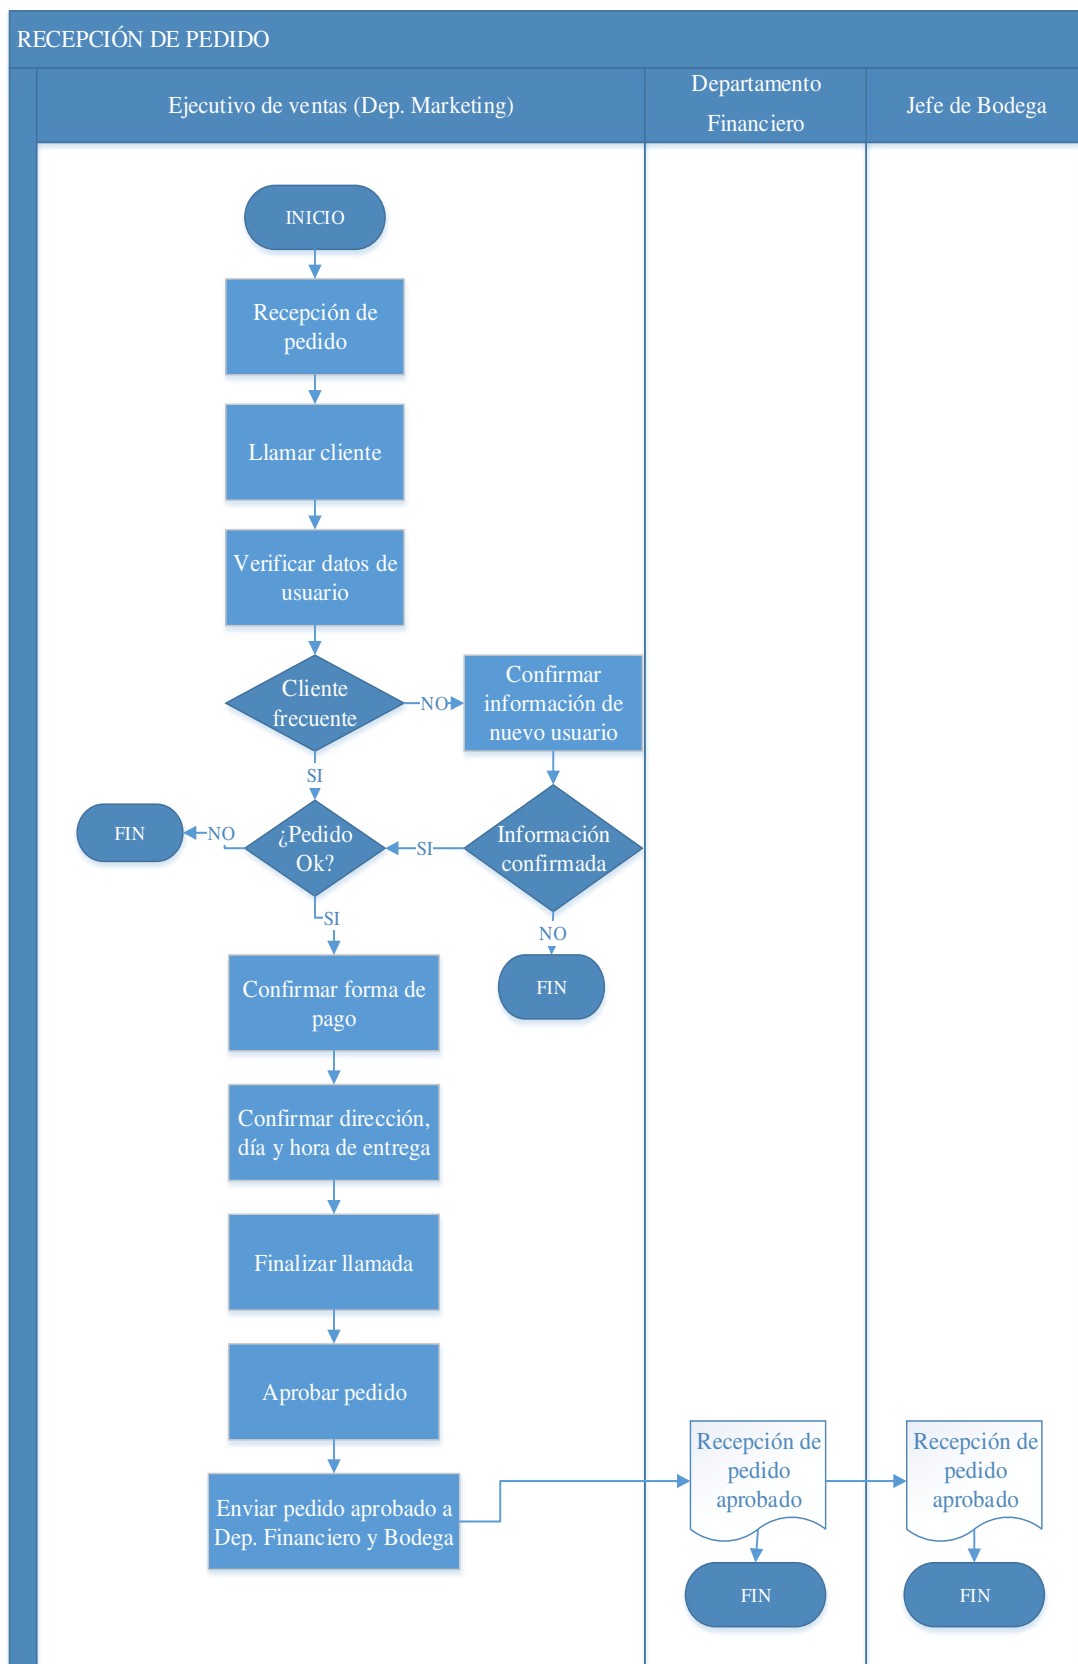 RECEPCIÓN DE PEDIDO
Ejecutivo de ventas (Dep. Marketing)
Departamento
Financiero
Jefe de Bodega
INICIO
Recepción de
pedido
Llamar cliente
Verificar datos de
usuario
Cliente
frecuente
NO
Confirmar
información de
nuevo usuario
SI
FIN
NO
¿Pedido
Ok?
SI
Información
confirmada
SI
NO
FIN
Confirmar forma de
pago
Confirmar dirección,
día y hora de entrega
Finalizar llamada
Aprobar pedido
Enviar pedido aprobado a
Dep. Financiero y Bodega
Recepción de
pedido
aprobado
Recepción de
pedido
aprobado
FIN
FIN